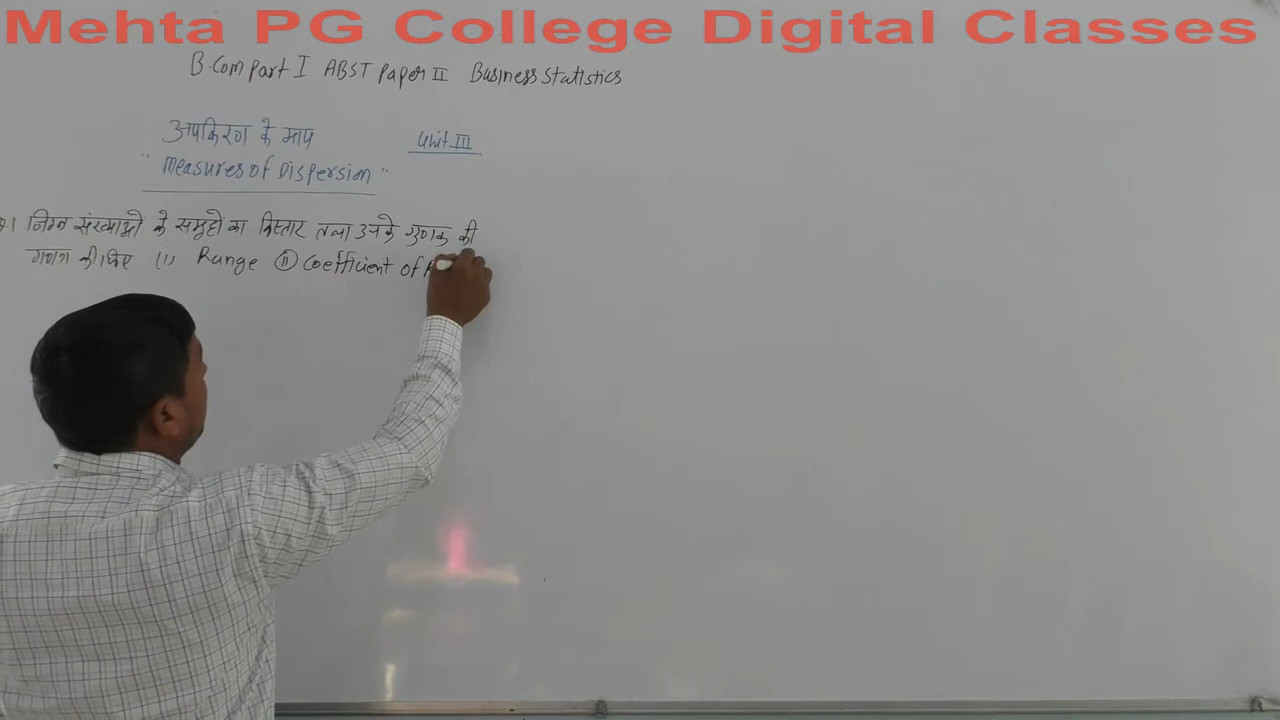 Mehta PG College Digital Classes
B.Com Part I ABST Paper II Business Statistics
अपकिरण के माप Unit III
"Measures of Dispersion"
निम्न संख्याओं के समूहों का विस्तार तथा उनके गुणक की
गणना कीजिए (i) Range (ii) Coefficient of